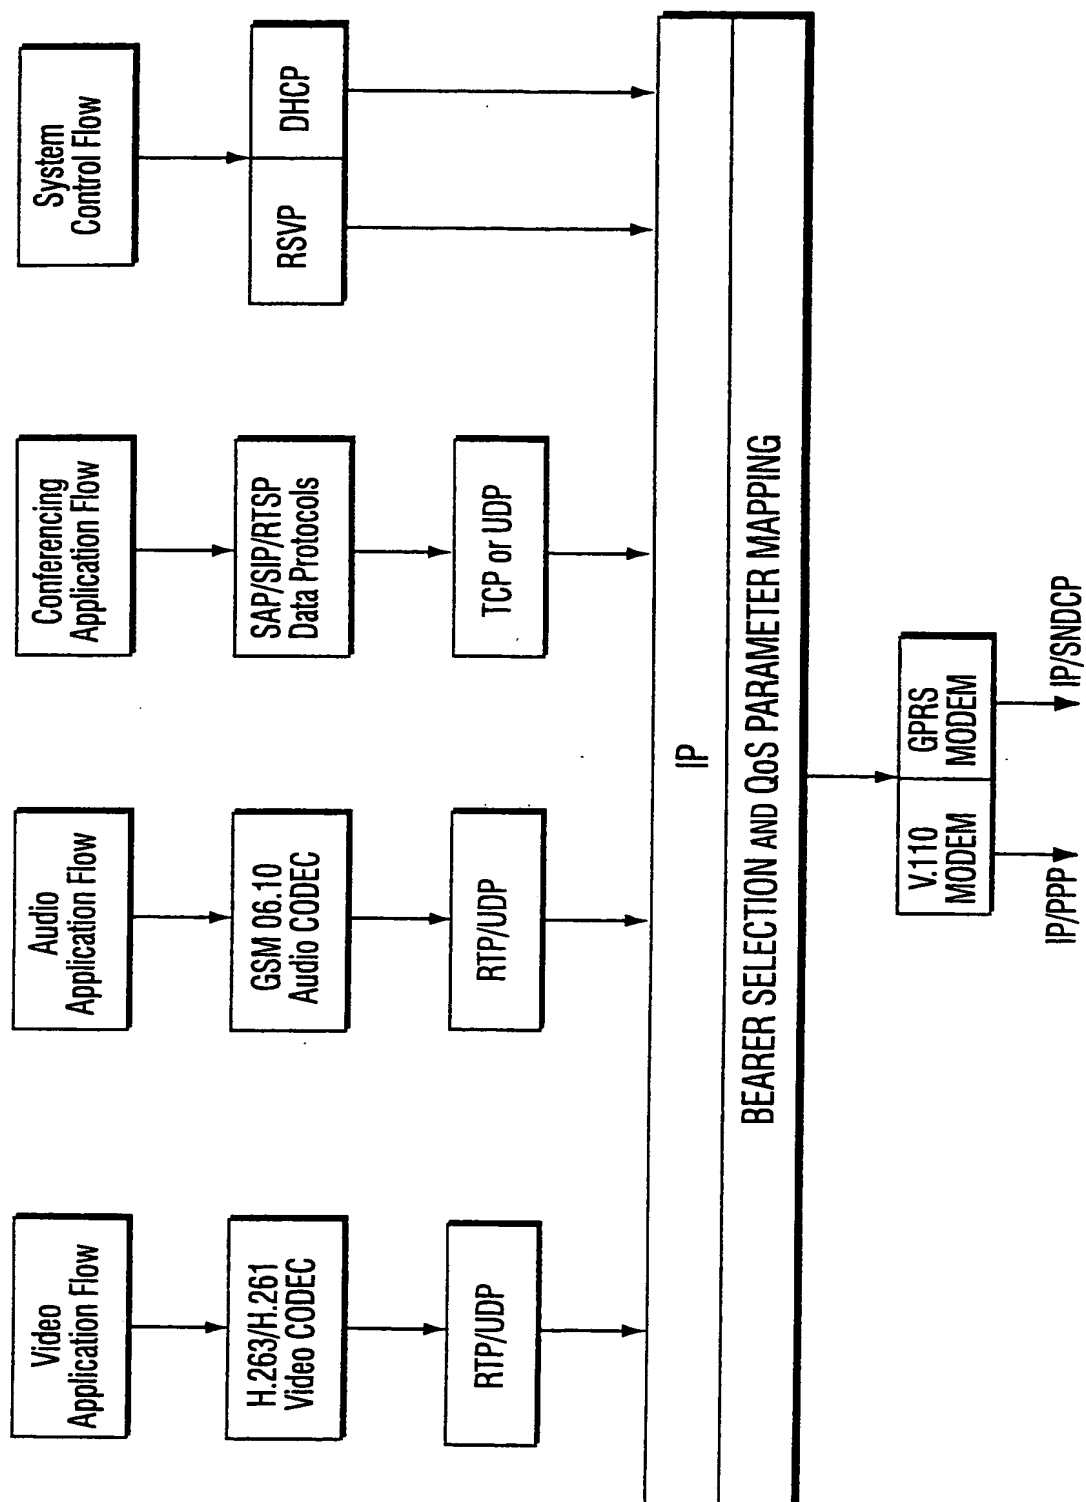 Video
Application Flow
H.263/H.261
Video CODEC
RTP/UDP
Audio
Application Flow
GSM 06.10
Audio CODEC
RTP/UDP
Conferencing
Application Flow
SAP/SIP/RTSP
Data Protocols
TCP or UDP
System
Control Flow
RSVP
DHCP
IP
BEARER SELECTION AND QoS PARAMETER MAPPING
V.110
MODEM
GPRS
MODEM
IP/PPP
IP/SNDCP